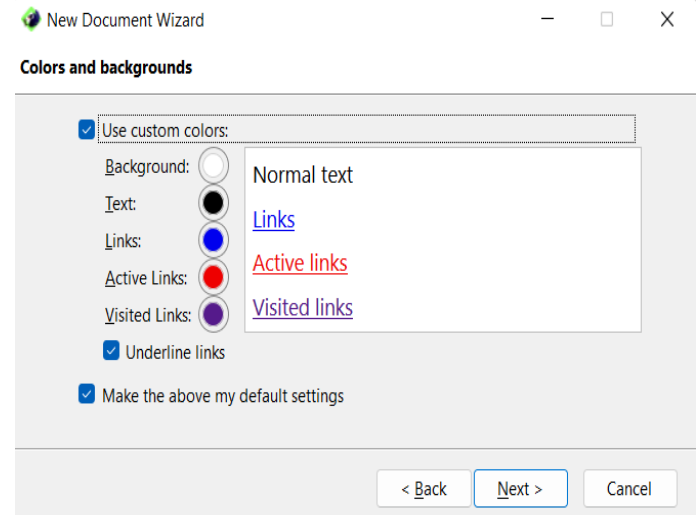 New Document Wizard
Colors and backgrounds
Use custom colors:
Background:
Text:
Links:
Active Links:
Visited Links:
Normal text
Links
Active links
Visited links
Underline links
Make the above my default settings
< Back
Next >
Cancel